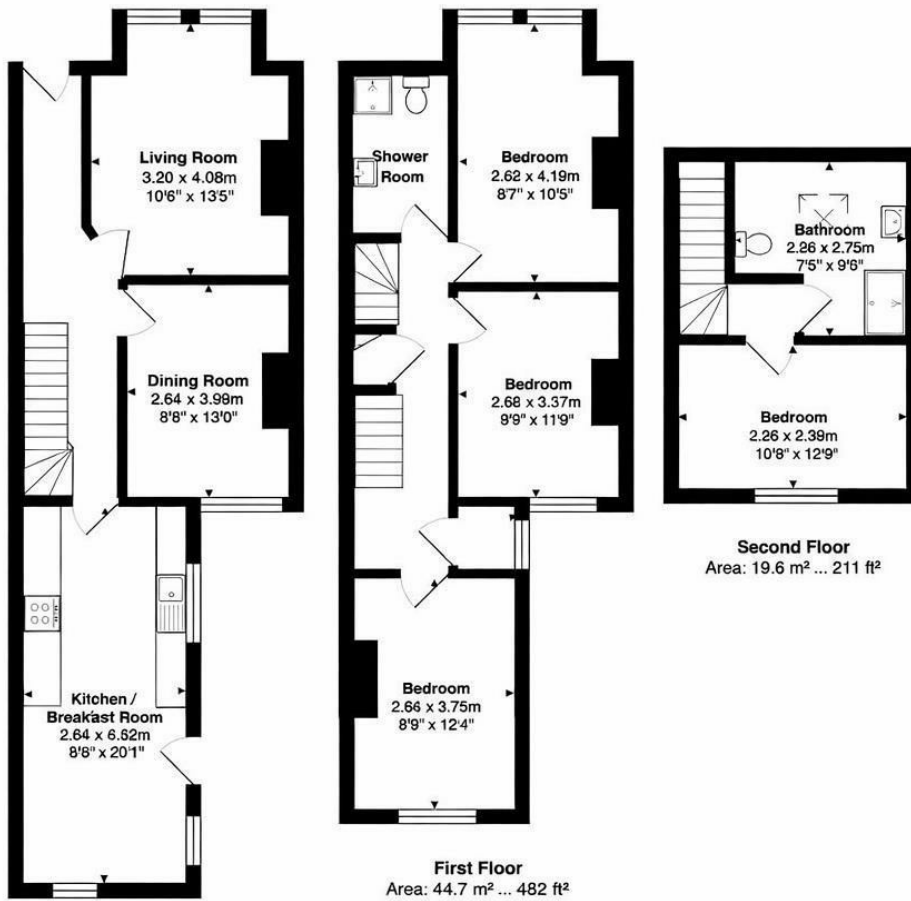 Living Room
3.20 x 4.08m
10'6" x 13'5"
Dining Room
2.64 x 3.99m
8'8" x 13'0"
Kitchen /
Breakfast Room
2.64 x 6.62m
8'8" x 20'1"
Shower
Room
Bedroom
2.62 x 4.19m
8'7" x 10'5"
Bedroom
2.68 x 3.37m
9'9" x 11'9"
Bedroom
2.66 x 3.75m
8'9" x 12'4"
First Floor
Area: 44.7 m² ... 482 ft²
Bathroom
2.26 x 2.75m
7'5" x 9'6"
Bedroom
2.26 x 2.39m
10'8" x 12'9"
Second Floor
Area: 19.6 m² ... 211 ft²